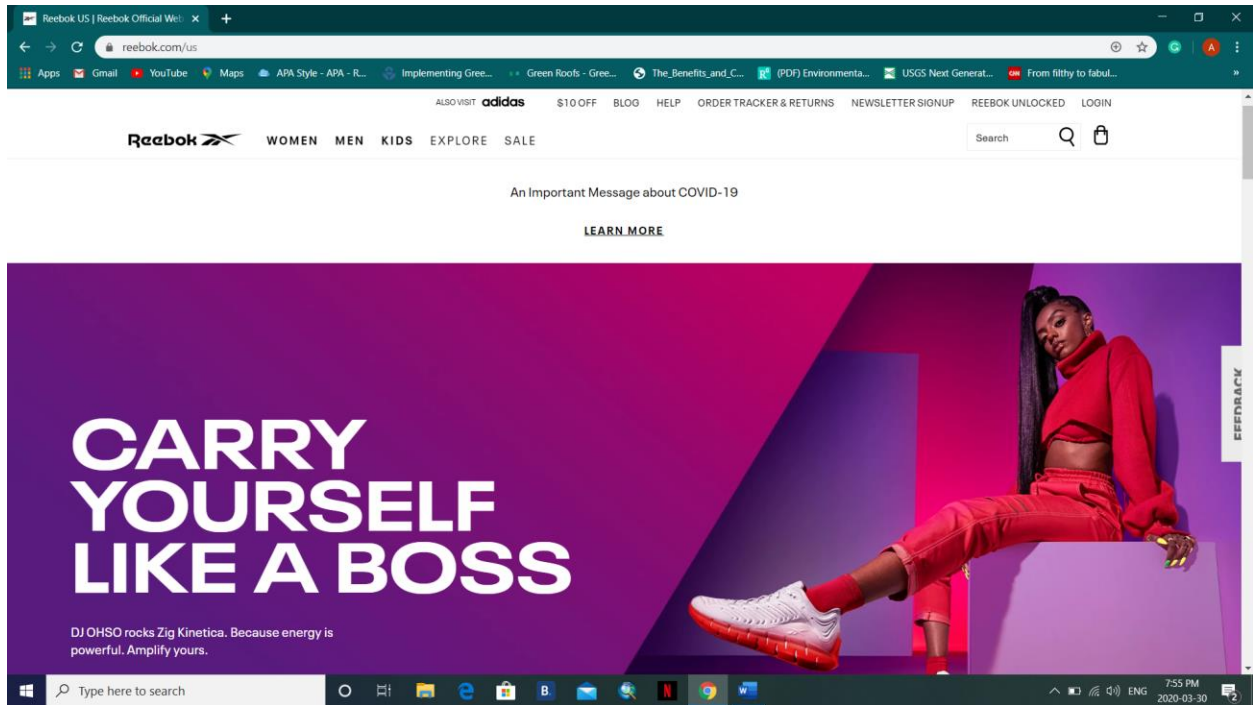 Reebok US | Reebok Official Web
reebok.com/us
A
Apps Gmail YouTube Maps APA Style - APA - R... Implementing Gree... Green Roofs - Gree... The_Benefits_and_C... (PDF) Environmenta... USGS Next Generat... From filthy to fabul... »
ALSO VISIT adidas $10 OFF BLOG HELP ORDER TRACKER & RETURNS NEWSLETTER SIGNUP REEBOK UNLOCKED LOGIN
Reebok WOMEN MEN KIDS EXPLORE SALE Search
An Important Message about COVID-19
LEARN MORE
FEEDBACK
CARRY
YOURSELF
LIKE A BOSS
DJ OHSO rocks Zig Kinetica. Because energy is
powerful. Amplify yours.
Type here to search B. N W ENG 7:55 PM
2020-03-30 2